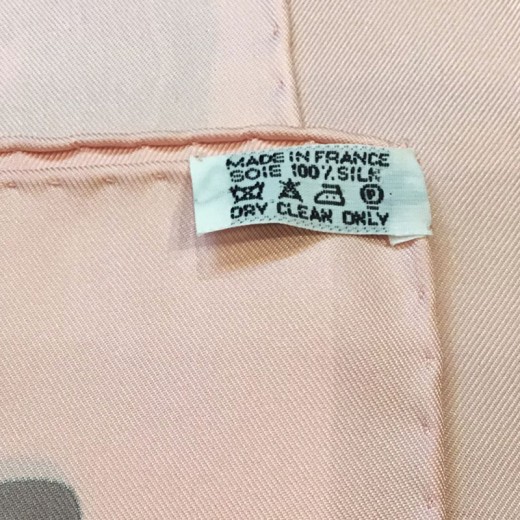 MADE IN FRANCE
SOIE 100% SILK
P
DRY CLEAN ONLY